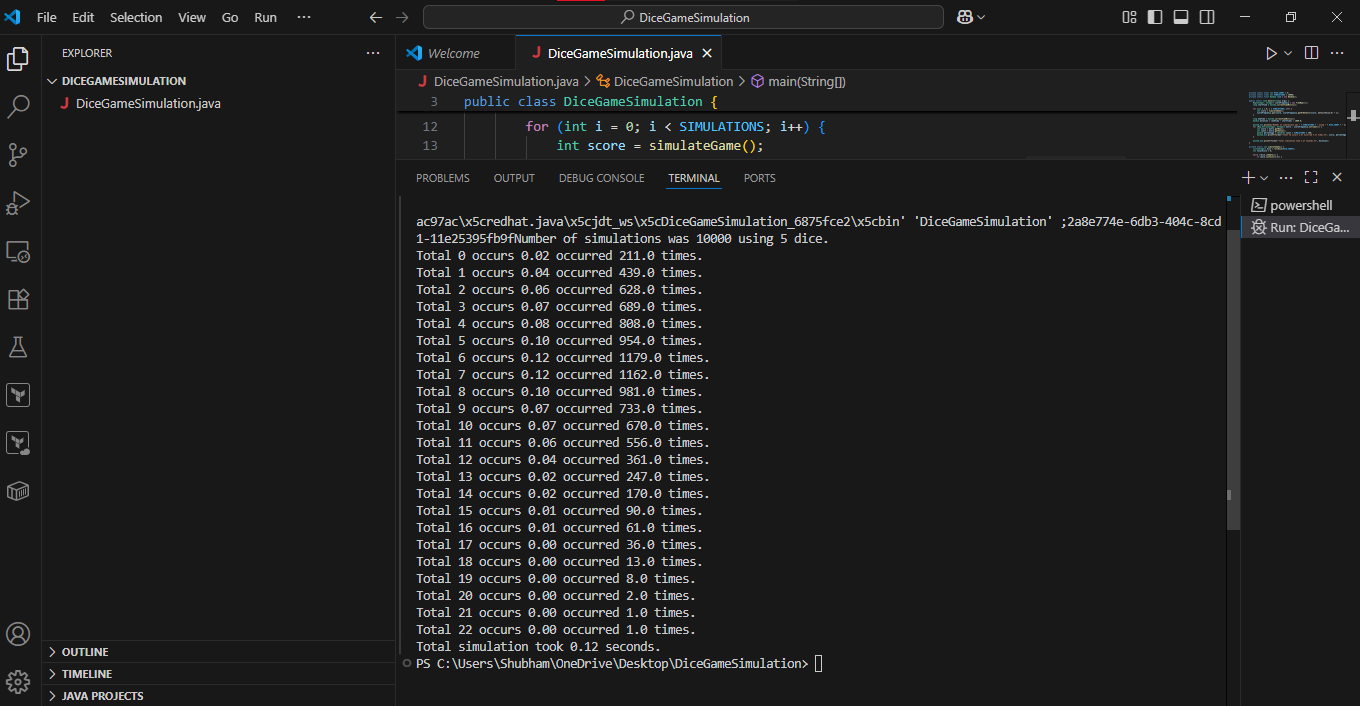 File Edit Selection View Go Run ···
DiceGameSimulation
EXPLORER
DICEGAMESIMULATION
J DiceGameSimulation.java
OUTLINE
TIMELINE
JAVA PROJECTS
Welcome
J DiceGameSimulation.java
J DiceGameSimulation.java > DiceGameSimulation > main(String[])
3 public class DiceGameSimulation {
12 for (int i = 0; i < SIMULATIONS; i++) {
13 int score = simulateGame();
PROBLEMS OUTPUT DEBUG CONSOLE TERMINAL PORTS
ac97ac\x5credhat.java\x5cjdt_ws\x5cDiceGameSimulation_6875fce2\x5cbin' 'DiceGameSimulation' ;2a8e774e-6db3-404c-8cd
1-11e25395fb9fNumber of simulations was 10000 using 5 dice.
Total 0 occurs 0.02 occurred 211.0 times.
Total 1 occurs 0.04 occurred 439.0 times.
Total 2 occurs 0.06 occurred 628.0 times.
Total 3 occurs 0.07 occurred 689.0 times.
Total 4 occurs 0.08 occurred 808.0 times.
Total 5 occurs 0.10 occurred 954.0 times.
Total 6 occurs 0.12 occurred 1179.0 times.
Total 7 occurs 0.12 occurred 1162.0 times.
Total 8 occurs 0.10 occurred 981.0 times.
Total 9 occurs 0.07 occurred 733.0 times.
Total 10 occurs 0.07 occurred 670.0 times.
Total 11 occurs 0.06 occurred 556.0 times.
Total 12 occurs 0.04 occurred 361.0 times.
Total 13 occurs 0.02 occurred 247.0 times.
Total 14 occurs 0.02 occurred 170.0 times.
Total 15 occurs 0.01 occurred 90.0 times.
Total 16 occurs 0.01 occurred 61.0 times.
Total 17 occurs 0.00 occurred 36.0 times.
Total 18 occurs 0.00 occurred 13.0 times.
Total 19 occurs 0.00 occurred 8.0 times.
Total 20 occurs 0.00 occurred 2.0 times.
Total 21 occurs 0.00 occurred 1.0 times.
Total 22 occurs 0.00 occurred 1.0 times.
Total simulation took 0.12 seconds.
PS C:\Users\Shubham\OneDrive\Desktop\DiceGameSimulation>
powershell
Run: DiceGa...